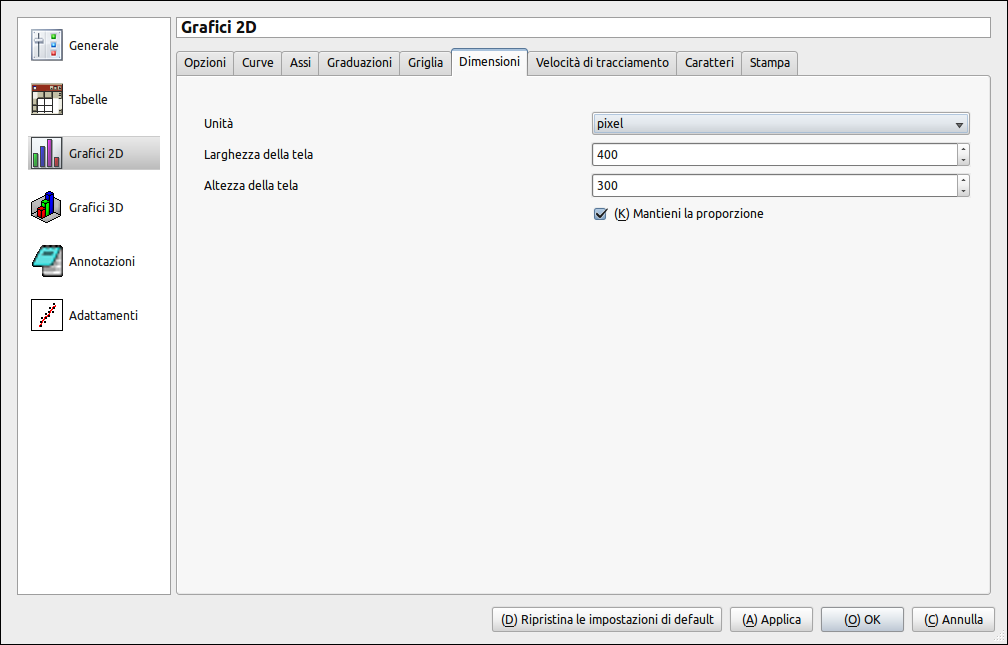 Generale
Tabelle
Grafici 2D
Grafici 3D
Annotazioni
Adattamenti
Grafici 2D
Opzioni Curve Assi Graduazioni Griglia Dimensioni Velocità di tracciamento Caratteri Stampa
Unità pixel
Larghezza della tela 400
Altezza della tela 300
(K) Mantieni la proporzione
(D) Ripristina le impostazioni di default (A) Applica (O) OK (C) Annulla